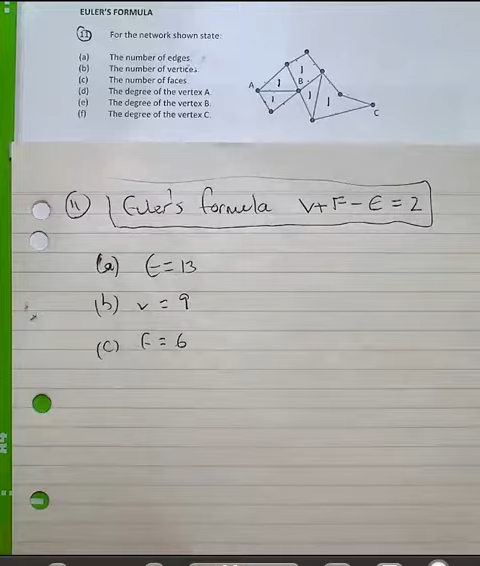 EULER'S FORMULA
11 For the network shown state:
(a) The number of edges
(b) The number of vertices
(c) The number of faces.
(d) The degree of the vertex A.
(e) The degree of the vertex B.
(f) The degree of the vertex C.
A
B
C
1
1
1
1
1
11 Euler's formula V+F-E=2
(a) E=13
(b) v = 9
(c) F = 6
A4